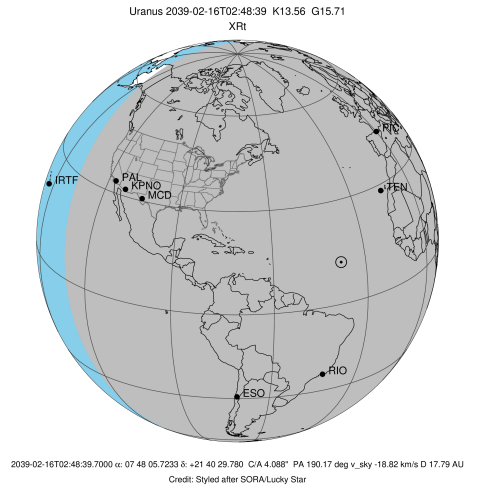 Uranus 2039-02-16T02:48:39 K13.56 G15.71
XRt
PIC
IRTF
PAL
KPNO
MCD
TEN
RIO
ESO
2039-02-16T02:48:39.7000 α: 07 48 05.7233 δ: +21 40 29.780 C/A 4.088" PA 190.17 deg v_sky -18.82 km/s D 17.79 AU
Credit: Styled after SORA/Lucky Star